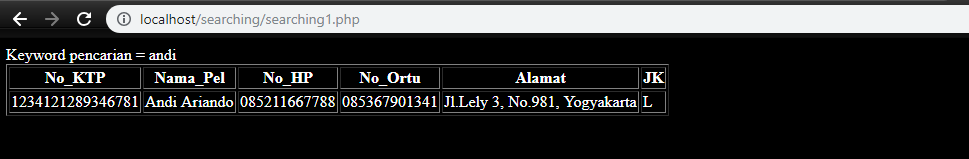 localhost/searching/searching1.php
Keyword pencarian = andi
No_KTP Nama_Pel No_HP No_Ortu Alamat JK
1234121289346781 Andi Ariando 085211667788 085367901341 Jl.Lely 3, No.981, Yogyakarta L